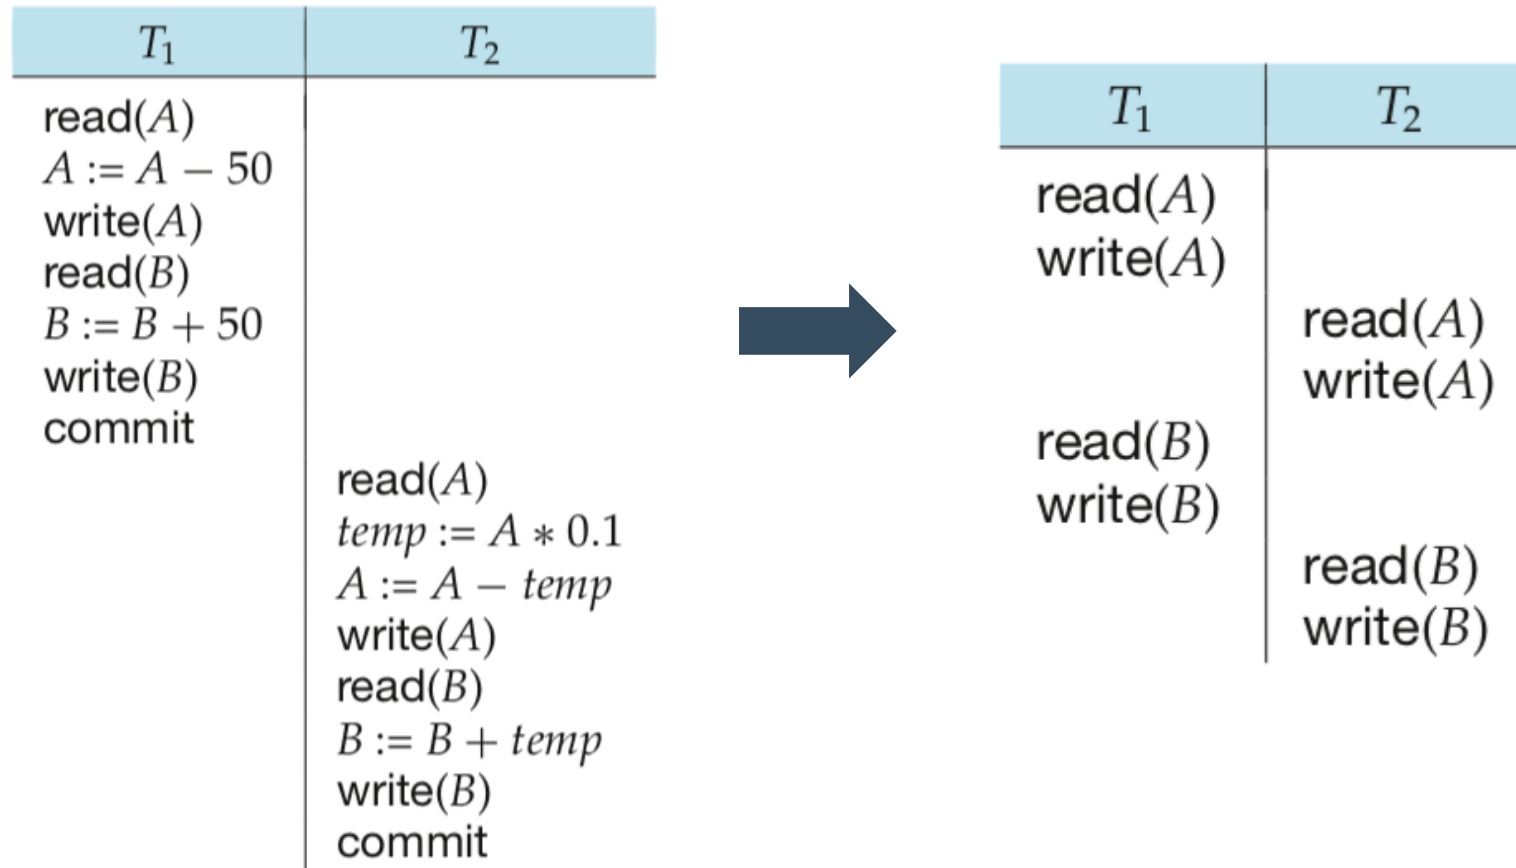 T₁ T₂
read(A)
A := A − 50
write(A)
read(B)
B := B + 50
write(B)
commit
read(A)
temp := A ∗ 0.1
A := A − temp
write(A)
read(B)
B := B + temp
write(B)
commit
T₁ T₂
read(A)
write(A)
read(A)
write(A)
read(B)
write(B)
read(B)
write(B)